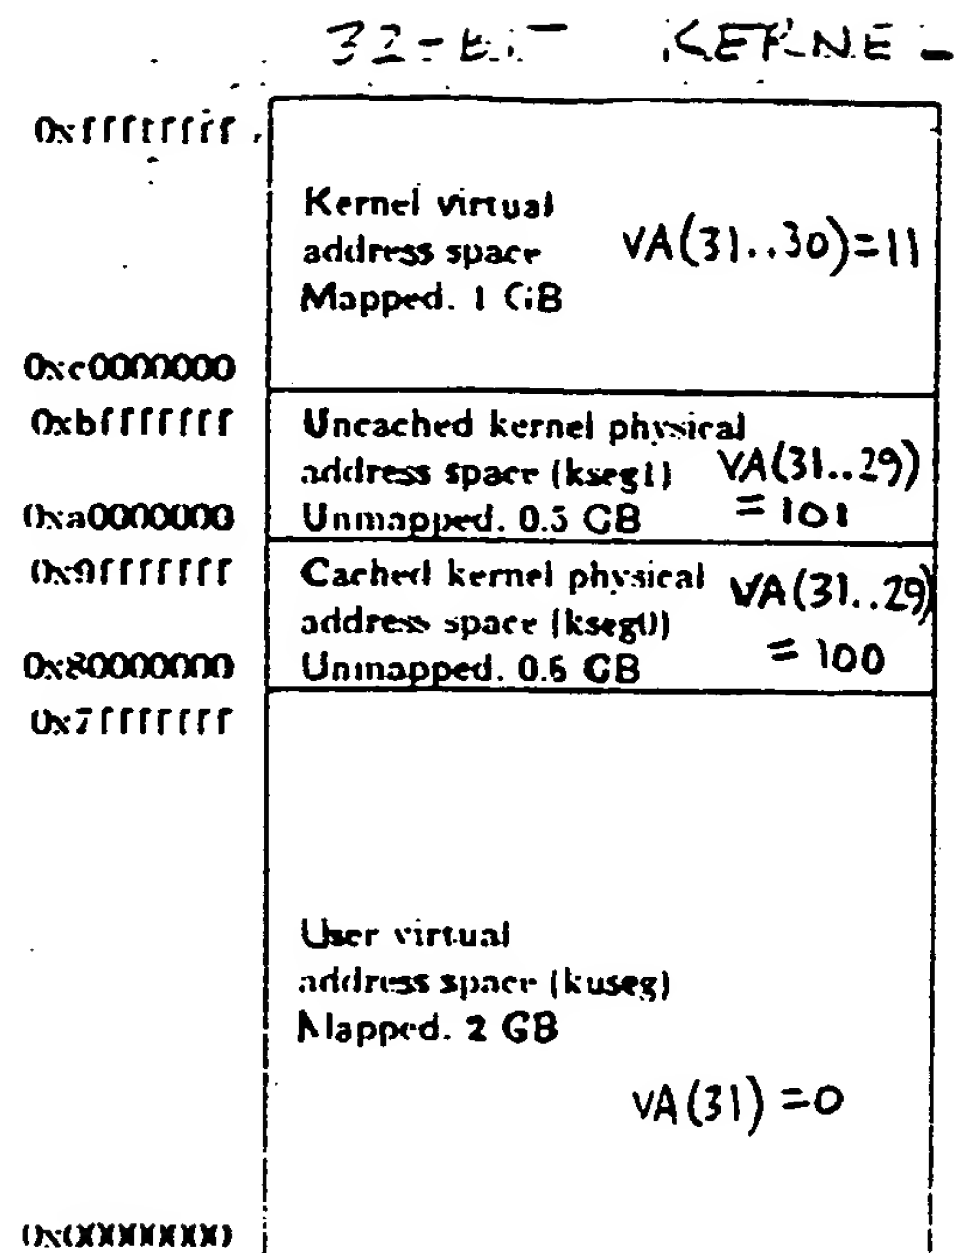 32-BIT KERNEL
0xffffffff
Kernel virtual
address space VA(31..30)=11
Mapped. 1 GB
0xc0000000
0xbfffffff Uncached kernel physical
address space (kseg1) VA(31..29)
0xa0000000 Unmapped. 0.5 GB = 101
0x9fffffff Cached kernel physical
address space (kseg0) VA(31..29)
0x80000000 Unmapped. 0.5 GB = 100
0x7fffffff
User virtual
address space (kuseg)
Mapped. 2 GB
VA(31) =0
0x00000000